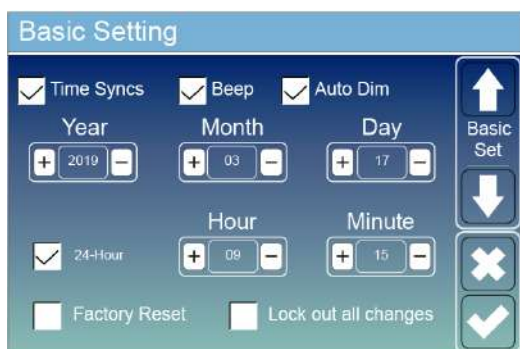 Basic Setting
Time Syncs Beep Auto Dim
Year Month Day
+ 2019 − + 03 − + 17 −
Hour Minute
24-Hour + 09 − + 15 −
Factory Reset Lock out all changes
Basic
Set